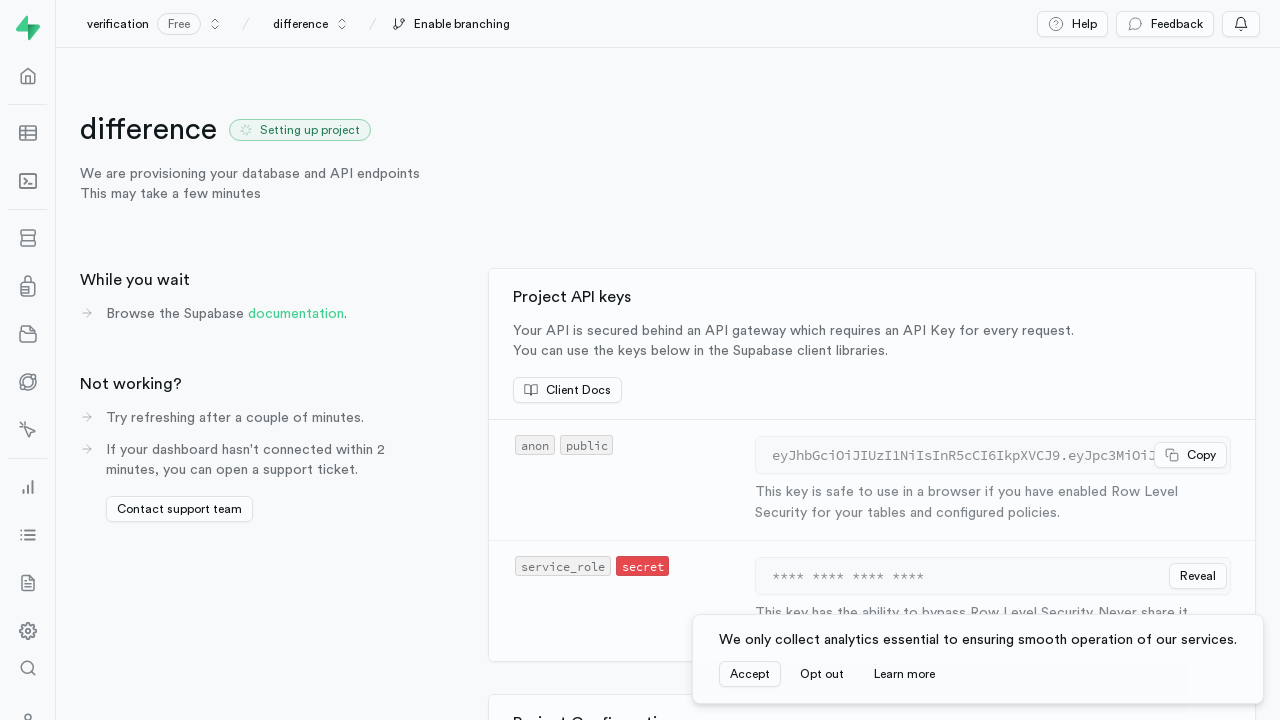 verification Free / difference / Enable branching
Help Feedback
difference Setting up project
We are provisioning your database and API endpoints
This may take a few minutes
While you wait
Browse the Supabase documentation.
Not working?
Try refreshing after a couple of minutes.
If your dashboard hasn't connected within 2
minutes, you can open a support ticket.
Contact support team
Project API keys
Your API is secured behind an API gateway which requires an API Key for every request.
You can use the keys below in the Supabase client libraries.
Client Docs
anon public
eyJhbGciOiJIUzI1NiIsInR5cCI6IkpXVCJ9.eyJpc3MiOiJ Copy
This key is safe to use in a browser if you have enabled Row Level
Security for your tables and configured policies.
service_role secret
**** **** **** **** Reveal
This key has the ability to bypass Row Level Security. Never share it
We only collect analytics essential to ensuring smooth operation of our services.
Accept Opt out Learn more